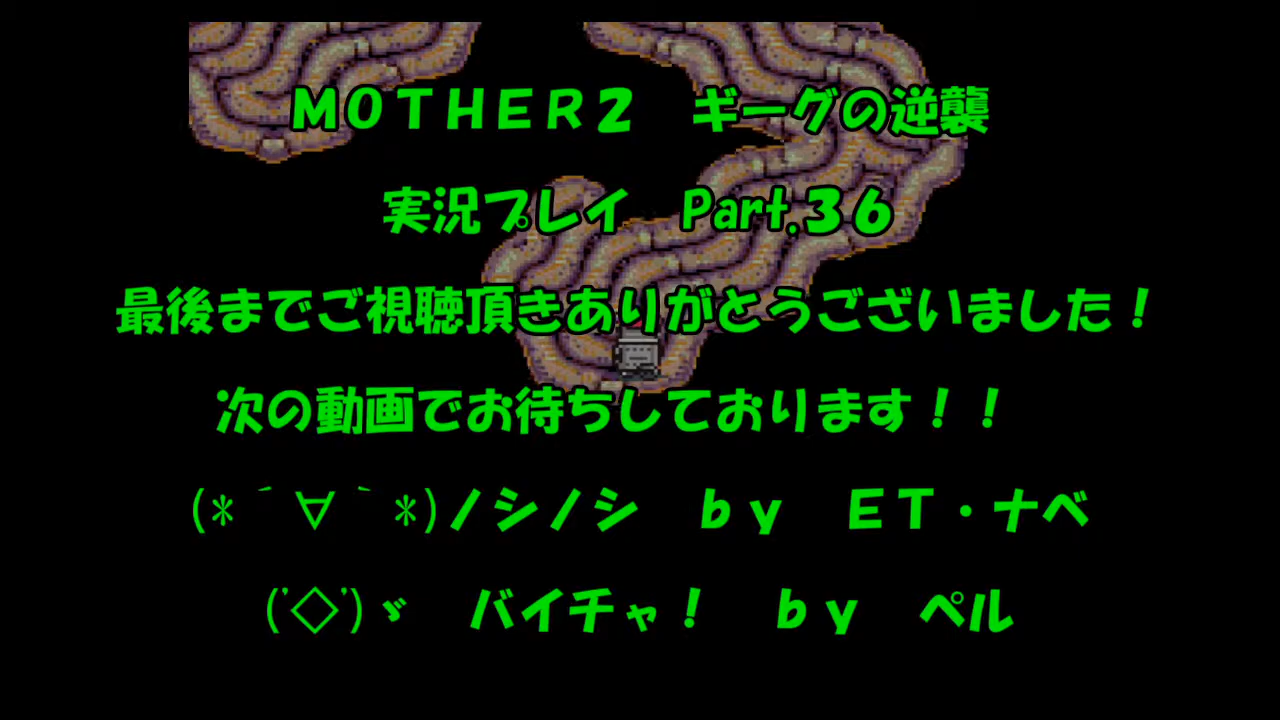 ＭＯＴＨＥＲ２　ギーグの逆襲
実況プレイ　Part.３６
最後までご視聴頂きありがとうございました！
次の動画でお待ちしております！！
(*´∀｀*)ノシノシ　ｂｙ　ＥＴ・ナベ
('◇')ゞ　バイチャ！　ｂｙ　ペル